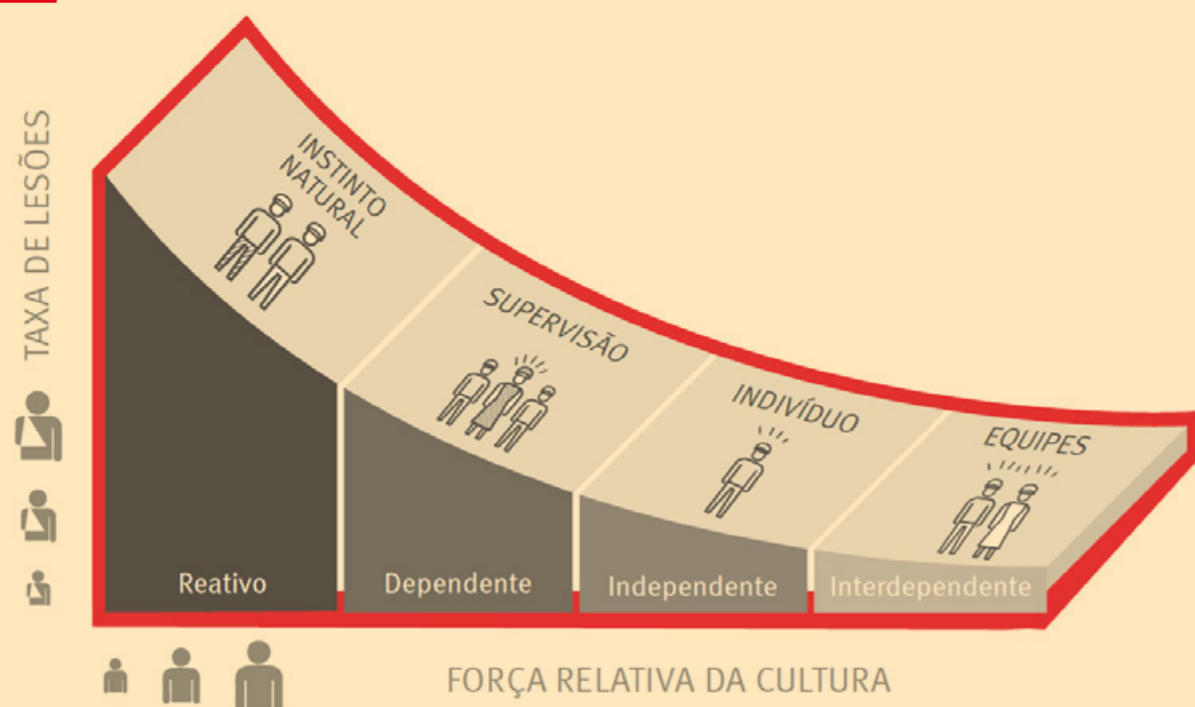 TAXA DE LESÕES
INSTINTO
NATURAL
SUPERVISÃO
INDIVÍDUO
EQUIPES
Reativo
Dependente
Independente
Interdependente
FORÇA RELATIVA DA CULTURA